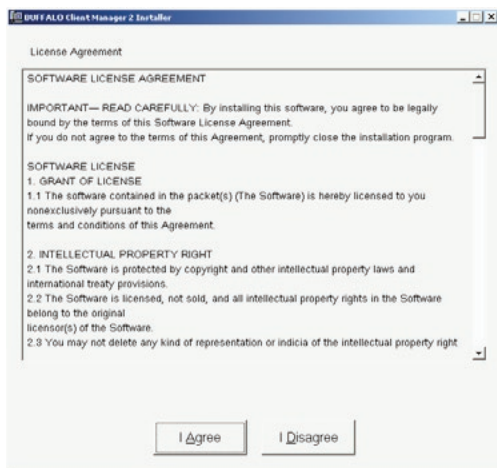 BUFFALO Client Manager 2 Installer
License Agreement
SOFTWARE LICENSE AGREEMENT
IMPORTANT— READ CAREFULLY: By installing this software, you agree to be legally
bound by the terms of this Software License Agreement.
If you do not agree to the terms of this Agreement, promptly close the installation program.
SOFTWARE LICENSE
1. GRANT OF LICENSE
1.1 The software contained in the packet(s) (The Software) is hereby licensed to you
nonexclusively pursuant to the
terms and conditions of this Agreement.
2. INTELLECTUAL PROPERTY RIGHT
2.1 The Software is protected by copyright and other intellectual property laws and
international treaty provisions.
2.2 The Software is licensed, not sold, and all intellectual property rights in the Software
belong to the original
licensor(s) of the Software.
2.3 You may not delete any kind of representation or indicia of the intellectual property right
I Agree
I Disagree